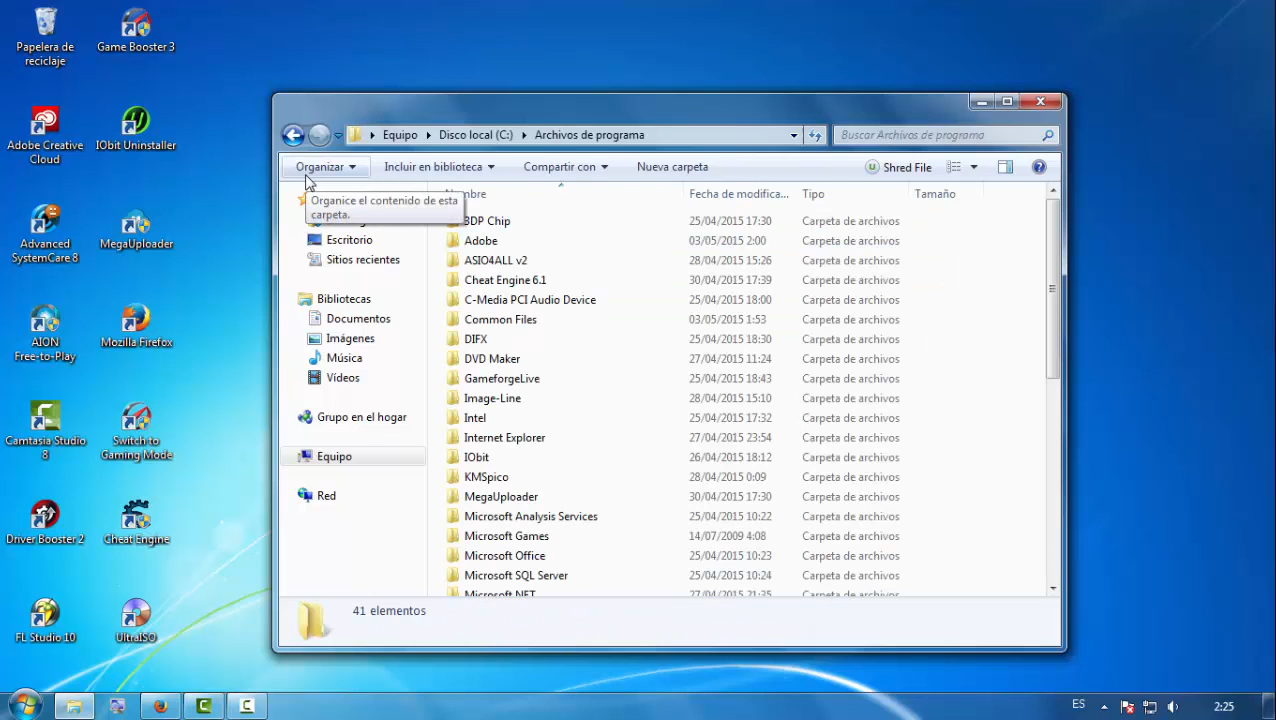 Papelera de
reciclaje
Game Booster 3
Adobe Creative
Cloud
IObit Uninstaller
Advanced
SystemCare 8
MegaUploader
AION
Free-to-Play
Mozilla Firefox
Camtasia Studio
8
Switch to
Gaming Mode
Driver Booster 2
Cheat Engine
FL Studio 10
UltraISO
Equipo
Disco local (C:)
Archivos de programa
Buscar Archivos de programa
Organizar
Incluir en biblioteca
Compartir con
Nueva carpeta
Shred File
Organice el contenido de esta
carpeta.
Escritorio
Sitios recientes
Bibliotecas
Documentos
Imágenes
Música
Vídeos
Grupo en el hogar
Equipo
Red
Fecha de modifica...
Tipo
Tamaño
3DP Chip 25/04/2015 17:30 Carpeta de archivos
Adobe 03/05/2015 2:00 Carpeta de archivos
ASIO4ALL v2 28/04/2015 15:26 Carpeta de archivos
Cheat Engine 6.1 30/04/2015 17:39 Carpeta de archivos
C-Media PCI Audio Device 25/04/2015 18:00 Carpeta de archivos
Common Files 03/05/2015 1:53 Carpeta de archivos
DIFX 25/04/2015 18:30 Carpeta de archivos
DVD Maker 27/04/2015 11:24 Carpeta de archivos
GameforgeLive 25/04/2015 18:43 Carpeta de archivos
Image-Line 28/04/2015 15:10 Carpeta de archivos
Intel 25/04/2015 17:32 Carpeta de archivos
Internet Explorer 27/04/2015 23:54 Carpeta de archivos
IObit 26/04/2015 18:12 Carpeta de archivos
KMSpico 28/04/2015 0:09 Carpeta de archivos
MegaUploader 30/04/2015 17:30 Carpeta de archivos
Microsoft Analysis Services 25/04/2015 10:22 Carpeta de archivos
Microsoft Games 14/07/2009 4:08 Carpeta de archivos
Microsoft Office 25/04/2015 10:23 Carpeta de archivos
Microsoft SQL Server 25/04/2015 10:24 Carpeta de archivos
Microsoft.NET 27/04/2015 21:35 Carpeta de archivos
41 elementos
ES
2:25